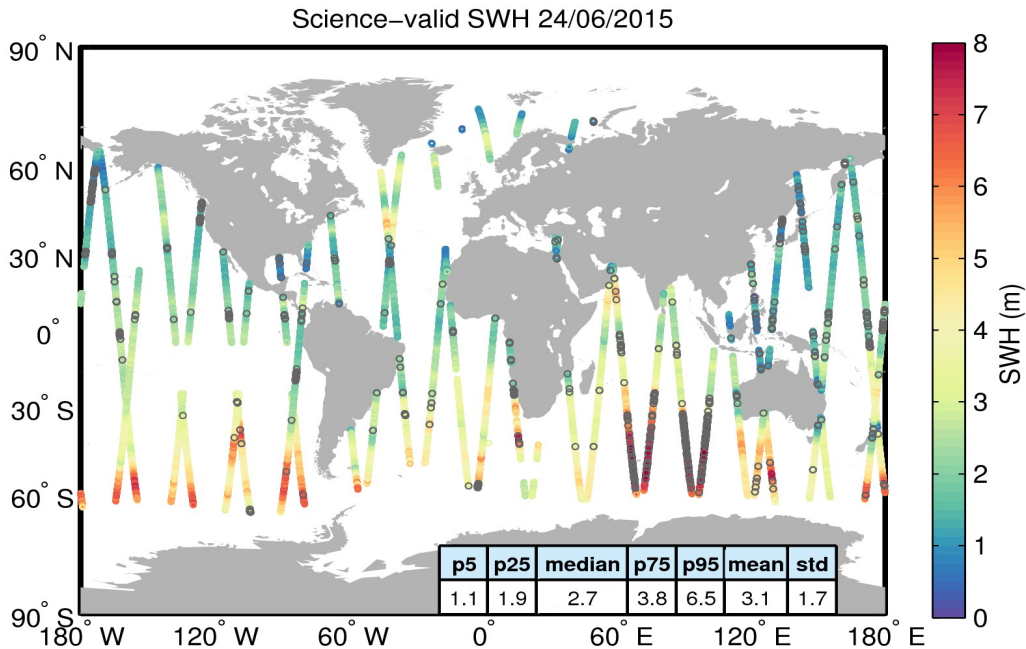 Science−valid SWH 24/06/2015
90° N
60° N
30° N
0°
30° S
60° S
90° S
180° W
120° W
60° W
0°
60° E
120° E
180° E
p5 p25 median p75 p95 mean std
1.1 1.9 2.7 3.8 6.5 3.1 1.7
8
7
6
5
4
3
2
1
0
SWH (m)